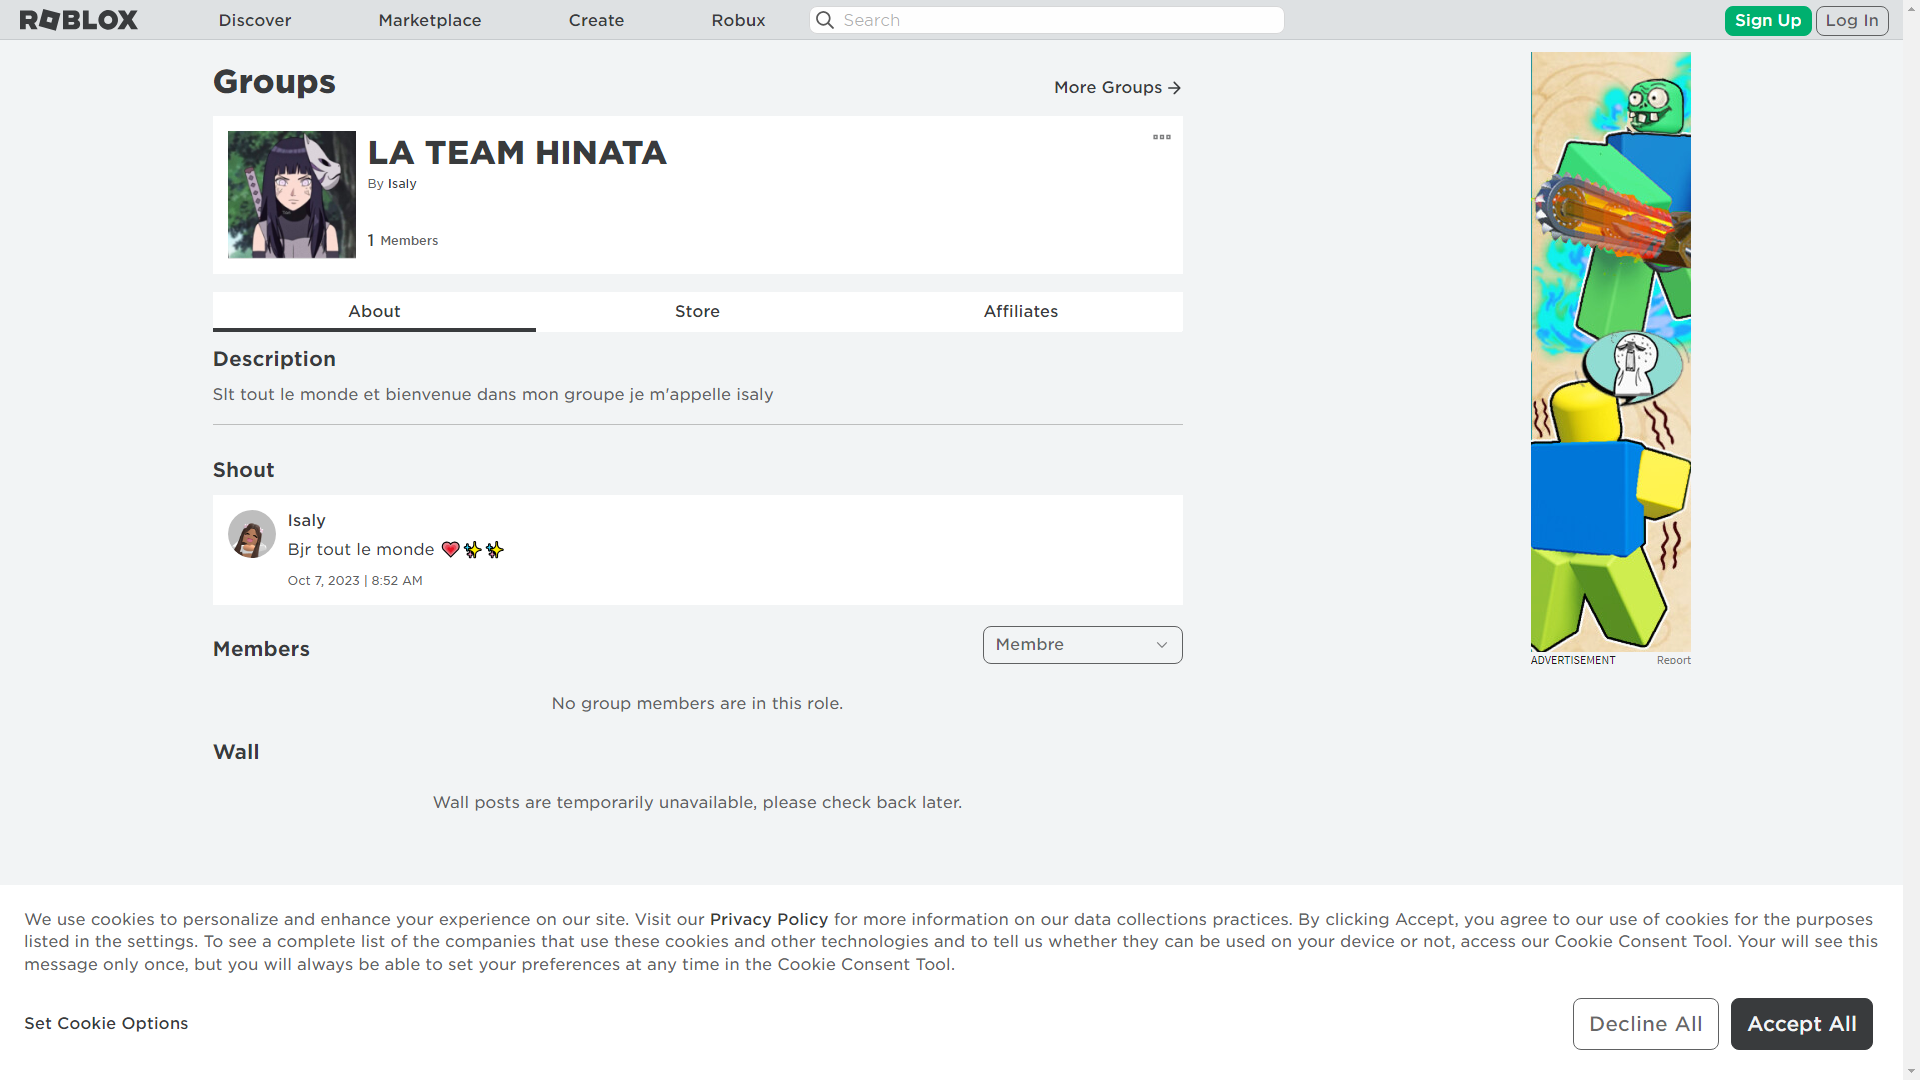 ROBLOX Discover Marketplace Create Robux Search Sign Up Log In
Groups
More Groups
LA TEAM HINATA
By Isaly
1 Members
About Store Affiliates
Description
Slt tout le monde et bienvenue dans mon groupe je m'appelle isaly
Shout
Isaly
Bjr tout le monde ❤️✨✨
Oct 7, 2023 | 8:52 AM
Members
Membre
No group members are in this role.
Wall
Wall posts are temporarily unavailable, please check back later.
ADVERTISEMENT Report
We use cookies to personalize and enhance your experience on our site. Visit our Privacy Policy for more information on our data collections practices. By clicking Accept, you agree to our use of cookies for the purposes
listed in the settings. To see a complete list of the companies that use these cookies and other technologies and to tell us whether they can be used on your device or not, access our Cookie Consent Tool. Your will see this
message only once, but you will always be able to set your preferences at any time in the Cookie Consent Tool.
Set Cookie Options
Decline All
Accept All